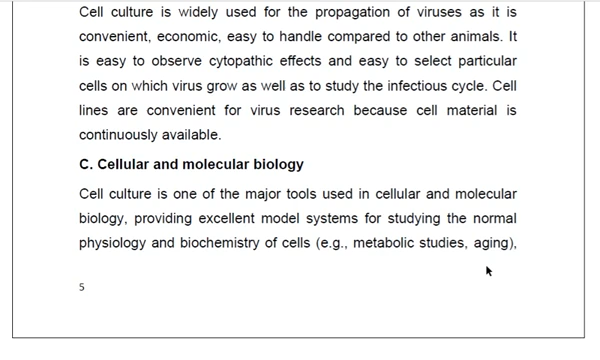 Cell culture is widely used for the propagation of viruses as it is
convenient, economic, easy to handle compared to other animals. It
is easy to observe cytopathic effects and easy to select particular
cells on which virus grow as well as to study the infectious cycle. Cell
lines are convenient for virus research because cell material is
continuously available.
C. Cellular and molecular biology
Cell culture is one of the major tools used in cellular and molecular
biology, providing excellent model systems for studying the normal
physiology and biochemistry of cells (e.g., metabolic studies, aging),
5